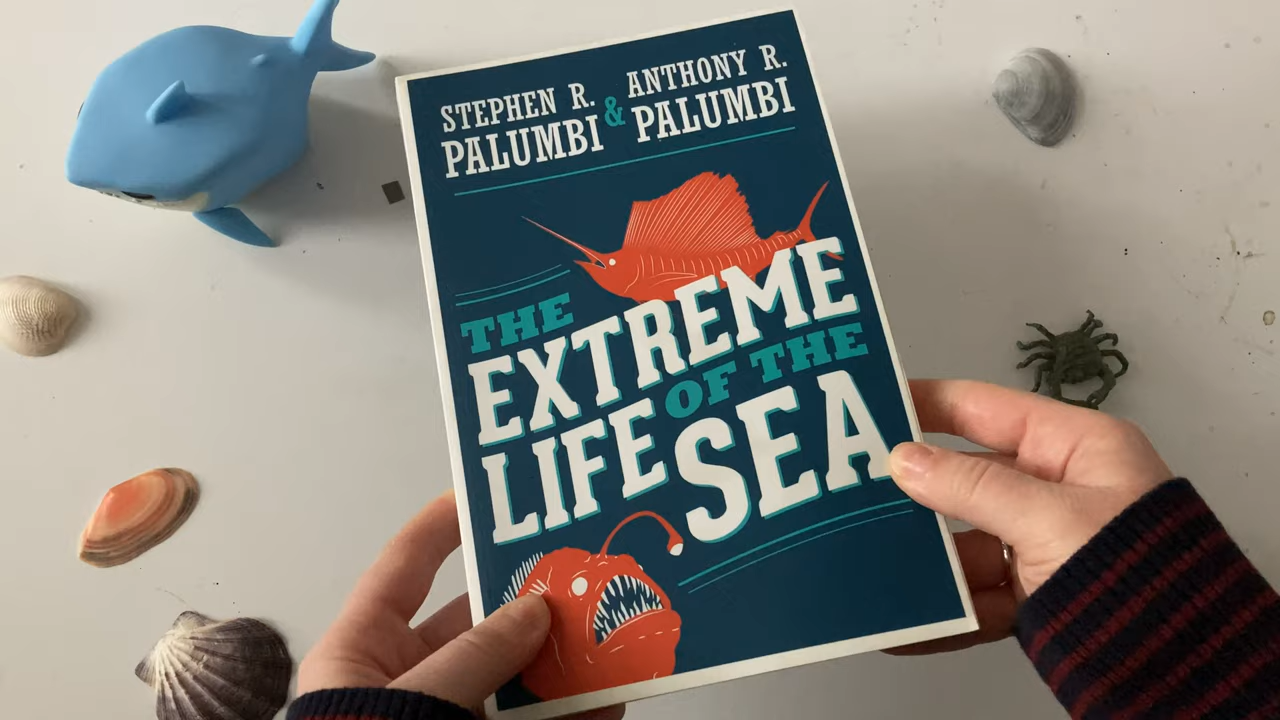 STEPHEN R. PALUMBI
&
ANTHONY R. PALUMBI
THE
EXTREME
LIFE OF THE
SEA